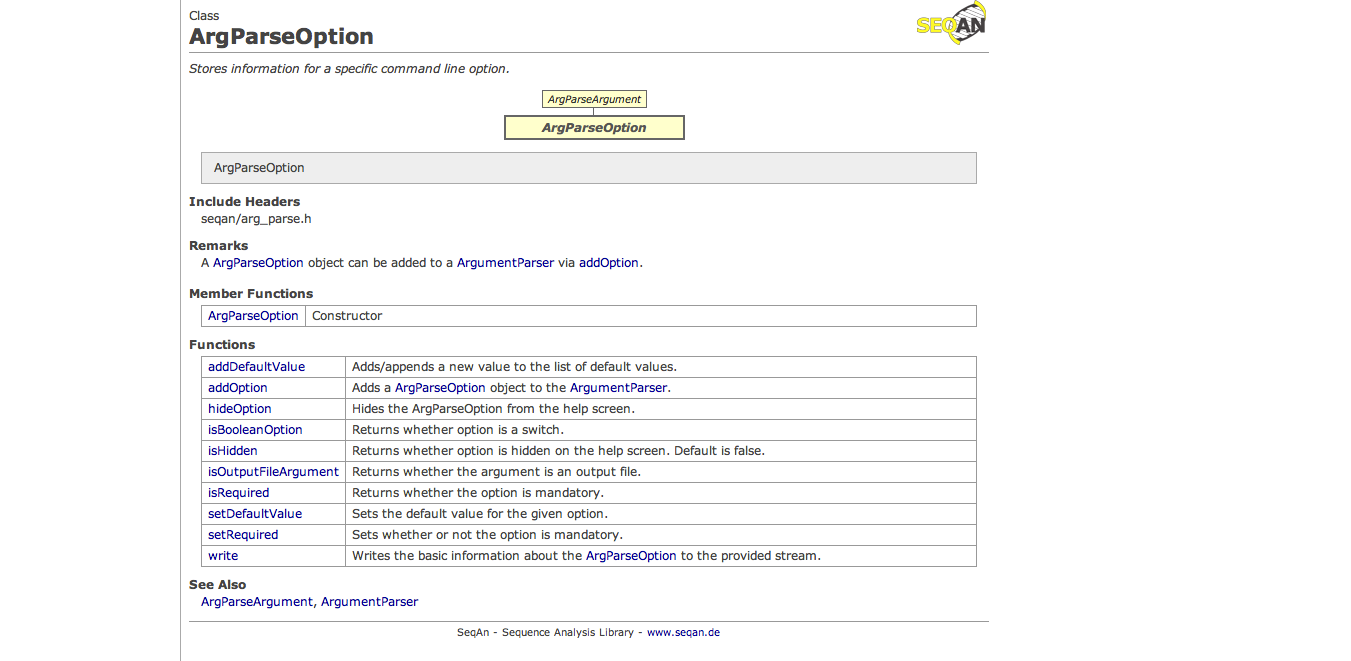 Class
SEQAN
ArgParseOption
Stores information for a specific command line option.
ArgParseArgument
ArgParseOption
ArgParseOption
Include Headers
seqan/arg_parse.h
Remarks
A ArgParseOption object can be added to a ArgumentParser via addOption.
Member Functions
ArgParseOption Constructor
Functions
addDefaultValue Adds/appends a new value to the list of default values.
addOption Adds a ArgParseOption object to the ArgumentParser.
hideOption Hides the ArgParseOption from the help screen.
isBooleanOption Returns whether option is a switch.
isHidden Returns whether option is hidden on the help screen. Default is false.
isOutputFileArgument Returns whether the argument is an output file.
isRequired Returns whether the option is mandatory.
setDefaultValue Sets the default value for the given option.
setRequired Sets whether or not the option is mandatory.
write Writes the basic information about the ArgParseOption to the provided stream.
See Also
ArgParseArgument, ArgumentParser
SeqAn - Sequence Analysis Library - www.seqan.de